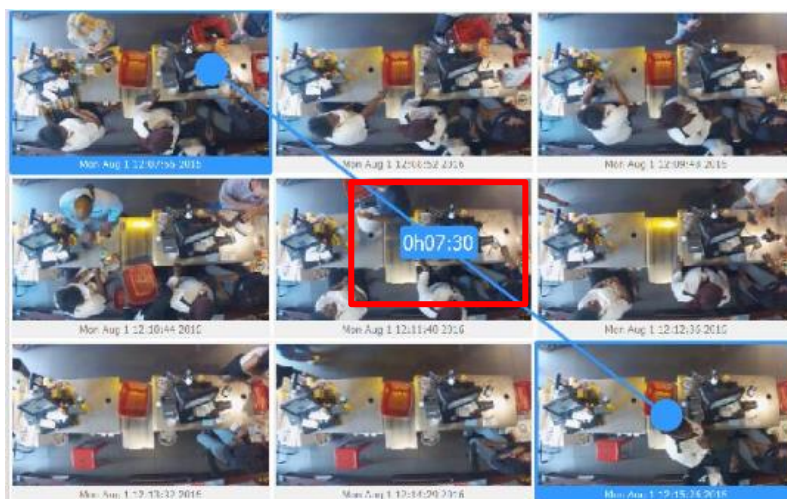 Mon Aug 1 12:07:56 2016
Mon Aug 1 12:08:52 2016
Mon Aug 1 12:09:48 2016
0h07:30
Mon Aug 1 12:10:44 2016
Mon Aug 1 12:11:40 2016
Mon Aug 1 12:12:36 2016
Mon Aug 1 12:13:32 2016
Mon Aug 1 12:14:29 2016
Mon Aug 1 12:15:26 2016